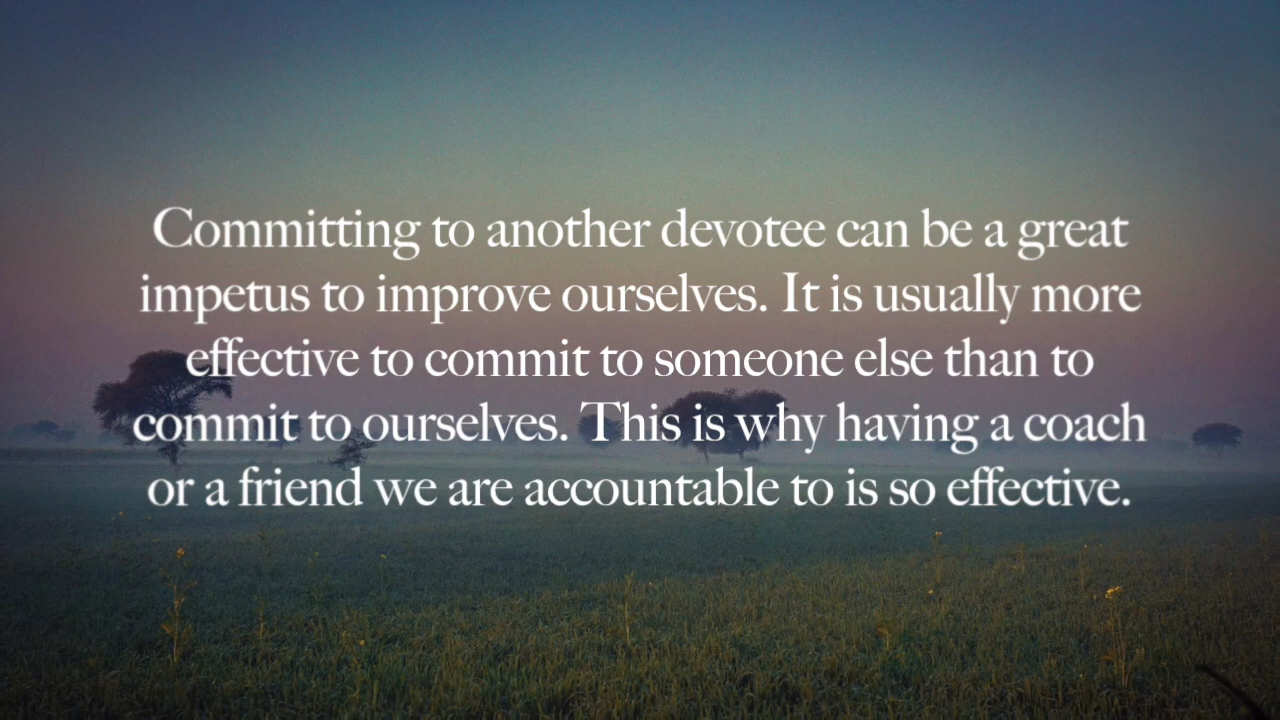 Committing to another devotee can be a great
impetus to improve ourselves. It is usually more
effective to commit to someone else than to
commit to ourselves. This is why having a coach
or a friend we are accountable to is so effective.